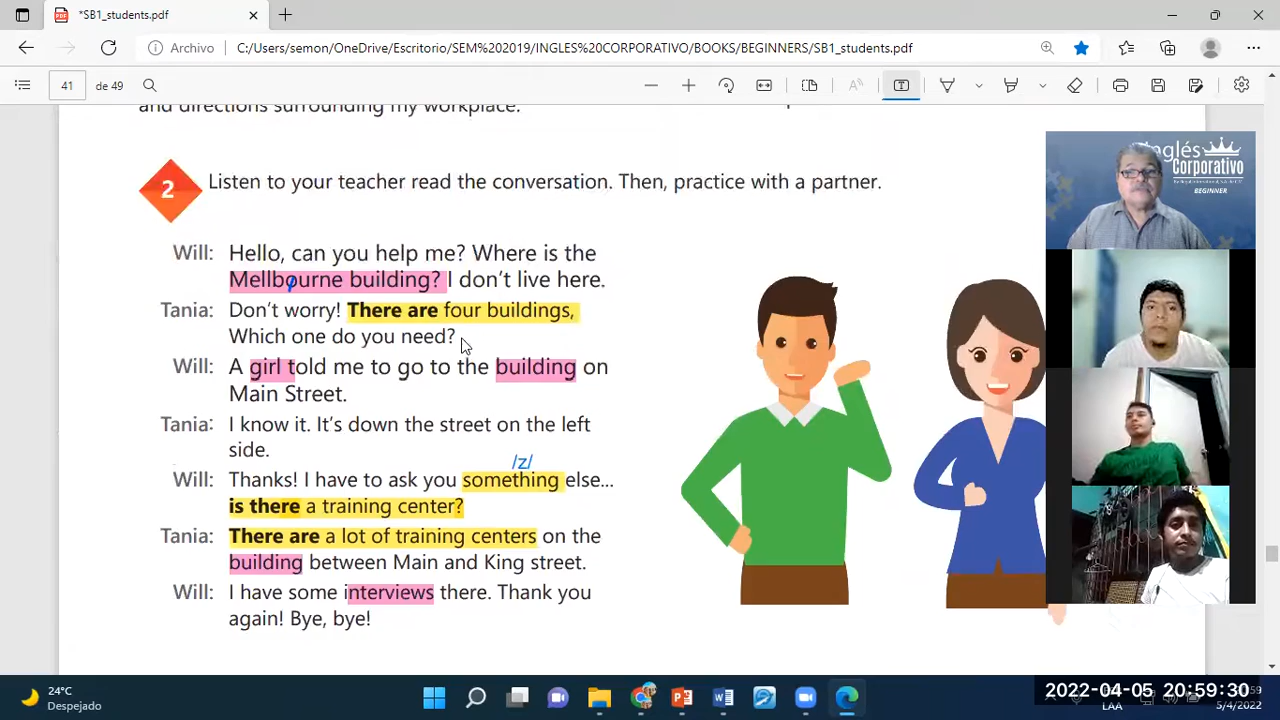 *SB1_students.pdf
Archivo
C:/Users/semon/OneDrive/Escritorio/SEM%202019/INGLES%20CORPORATIVO/BOOKS/BEGINNERS/SB1_students.pdf
41 de 49
and directions surrounding my workplace.
2 Listen to your teacher read the conversation. Then, practice with a partner.
Will: Hello, can you help me? Where is the
Mellbourne building? I don't live here.
Tania: Don't worry! There are four buildings,
Which one do you need?
Will: A girl told me to go to the building on
Main Street.
Tania: I know it. It's down the street on the left
side.
/z/
Will: Thanks! I have to ask you something else...
is there a training center?
Tania: There are a lot of training centers on the
building between Main and King street.
Will: I have some interviews there. Thank you
again! Bye, bye!
Inglés
Corporativo
BEGINNER
24°C
Despejado
LAA
2022-04-05 20:59:30
5/4/2022